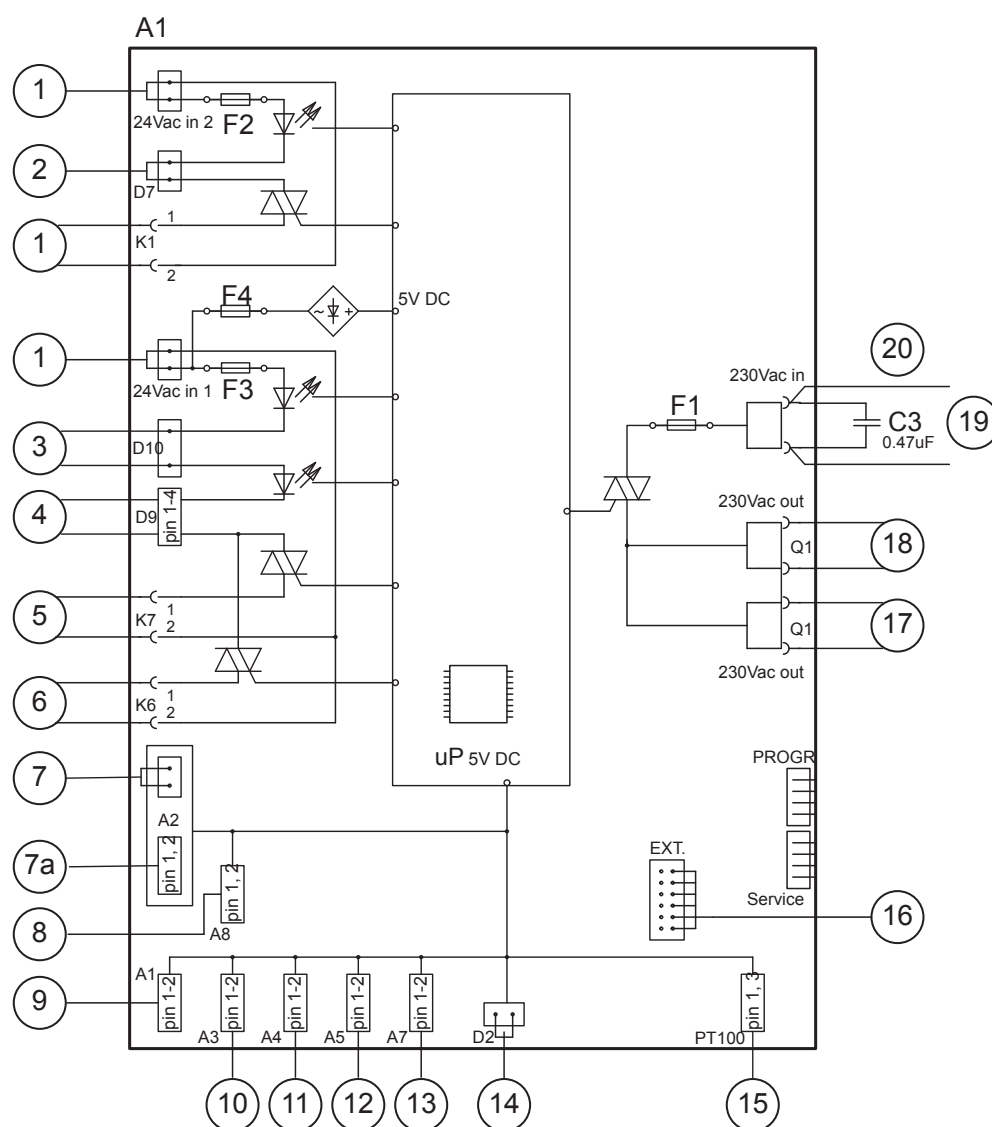 A1
1
24Vac in 2
F2
2
D7
1
1
K1
2
F4
5V DC
1
24Vac in 1
F3
20
230Vac in
F1
C3
0.47uF
19
3
D10
4
D9
pin 1-4
230Vac out
Q1
18
5
1
K7
2
Q1
17
230Vac out
6
1
K6
2
uP 5V DC
7
A2
PROGR
7a
pin 1, 2
pin 1, 2
A8
8
EXT.
Service
16
A1
9
pin 1-2
pin 1-2
A3
pin 1-2
A4
pin 1-2
A5
pin 1-2
A7
D2
pin 1, 3
PT100
10
11
12
13
14
15